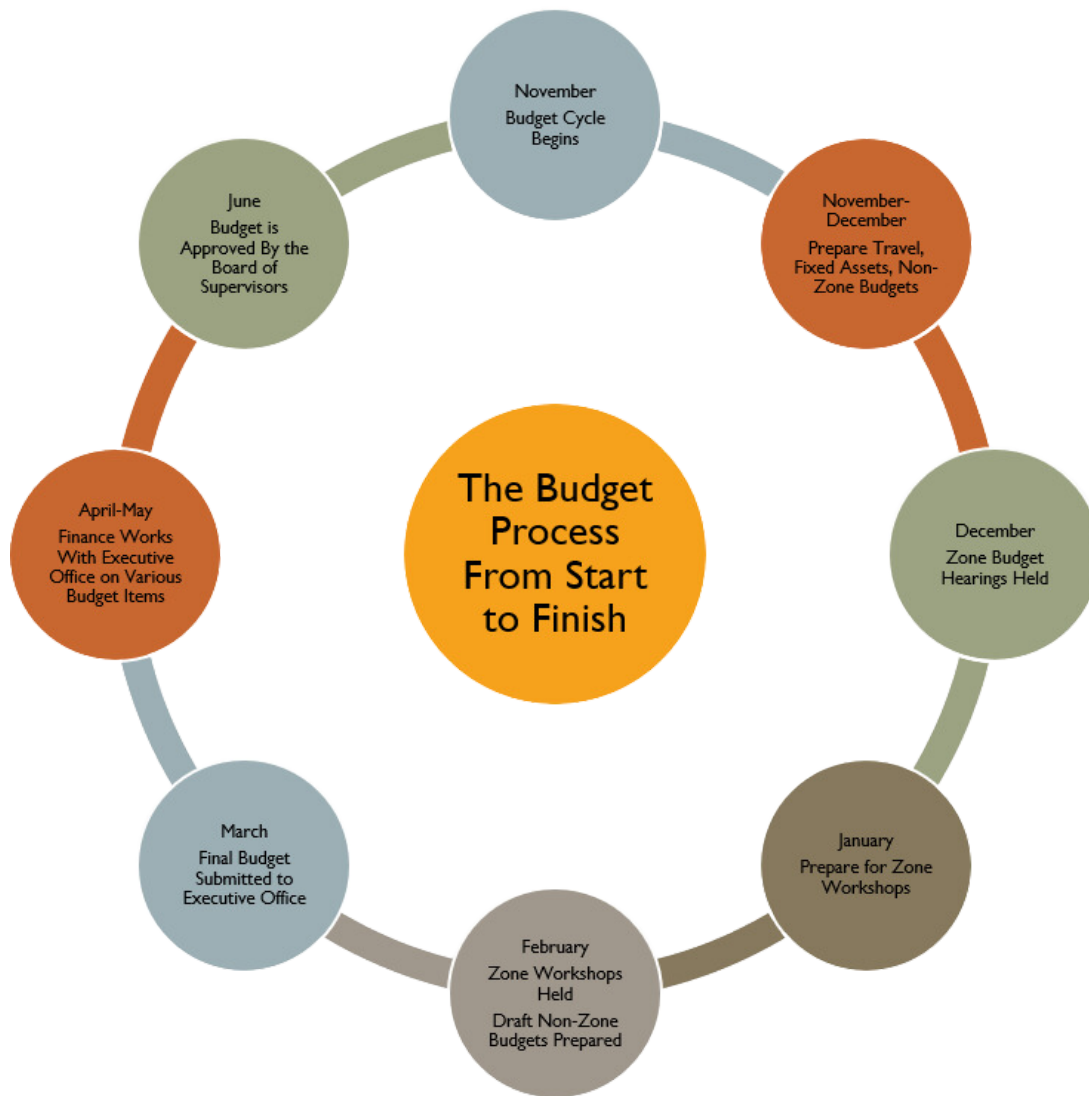 November
Budget Cycle
Begins
November-
December
Prepare Travel,
Fixed Assets, Non-
Zone Budgets
December
Zone Budget
Hearings Held
January
Prepare for Zone
Workshops
February
Zone Workshops
Held
Draft Non-Zone
Budgets Prepared
March
Final Budget
Submitted to
Executive Office
April-May
Finance Works
With Executive
Office on Various
Budget Items
June
Budget is
Approved By the
Board of
Supervisors
The Budget
Process
From Start
to Finish